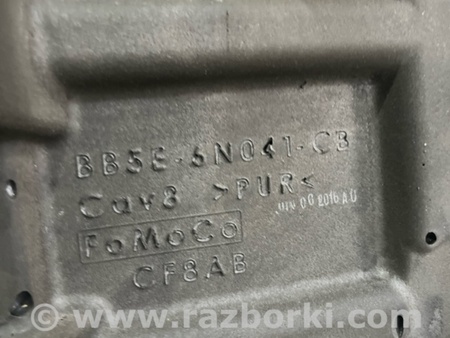 BB5E-6N041-CB
Cav8 >PUR<
FoMoCo
CF8AB
www.razborki.com